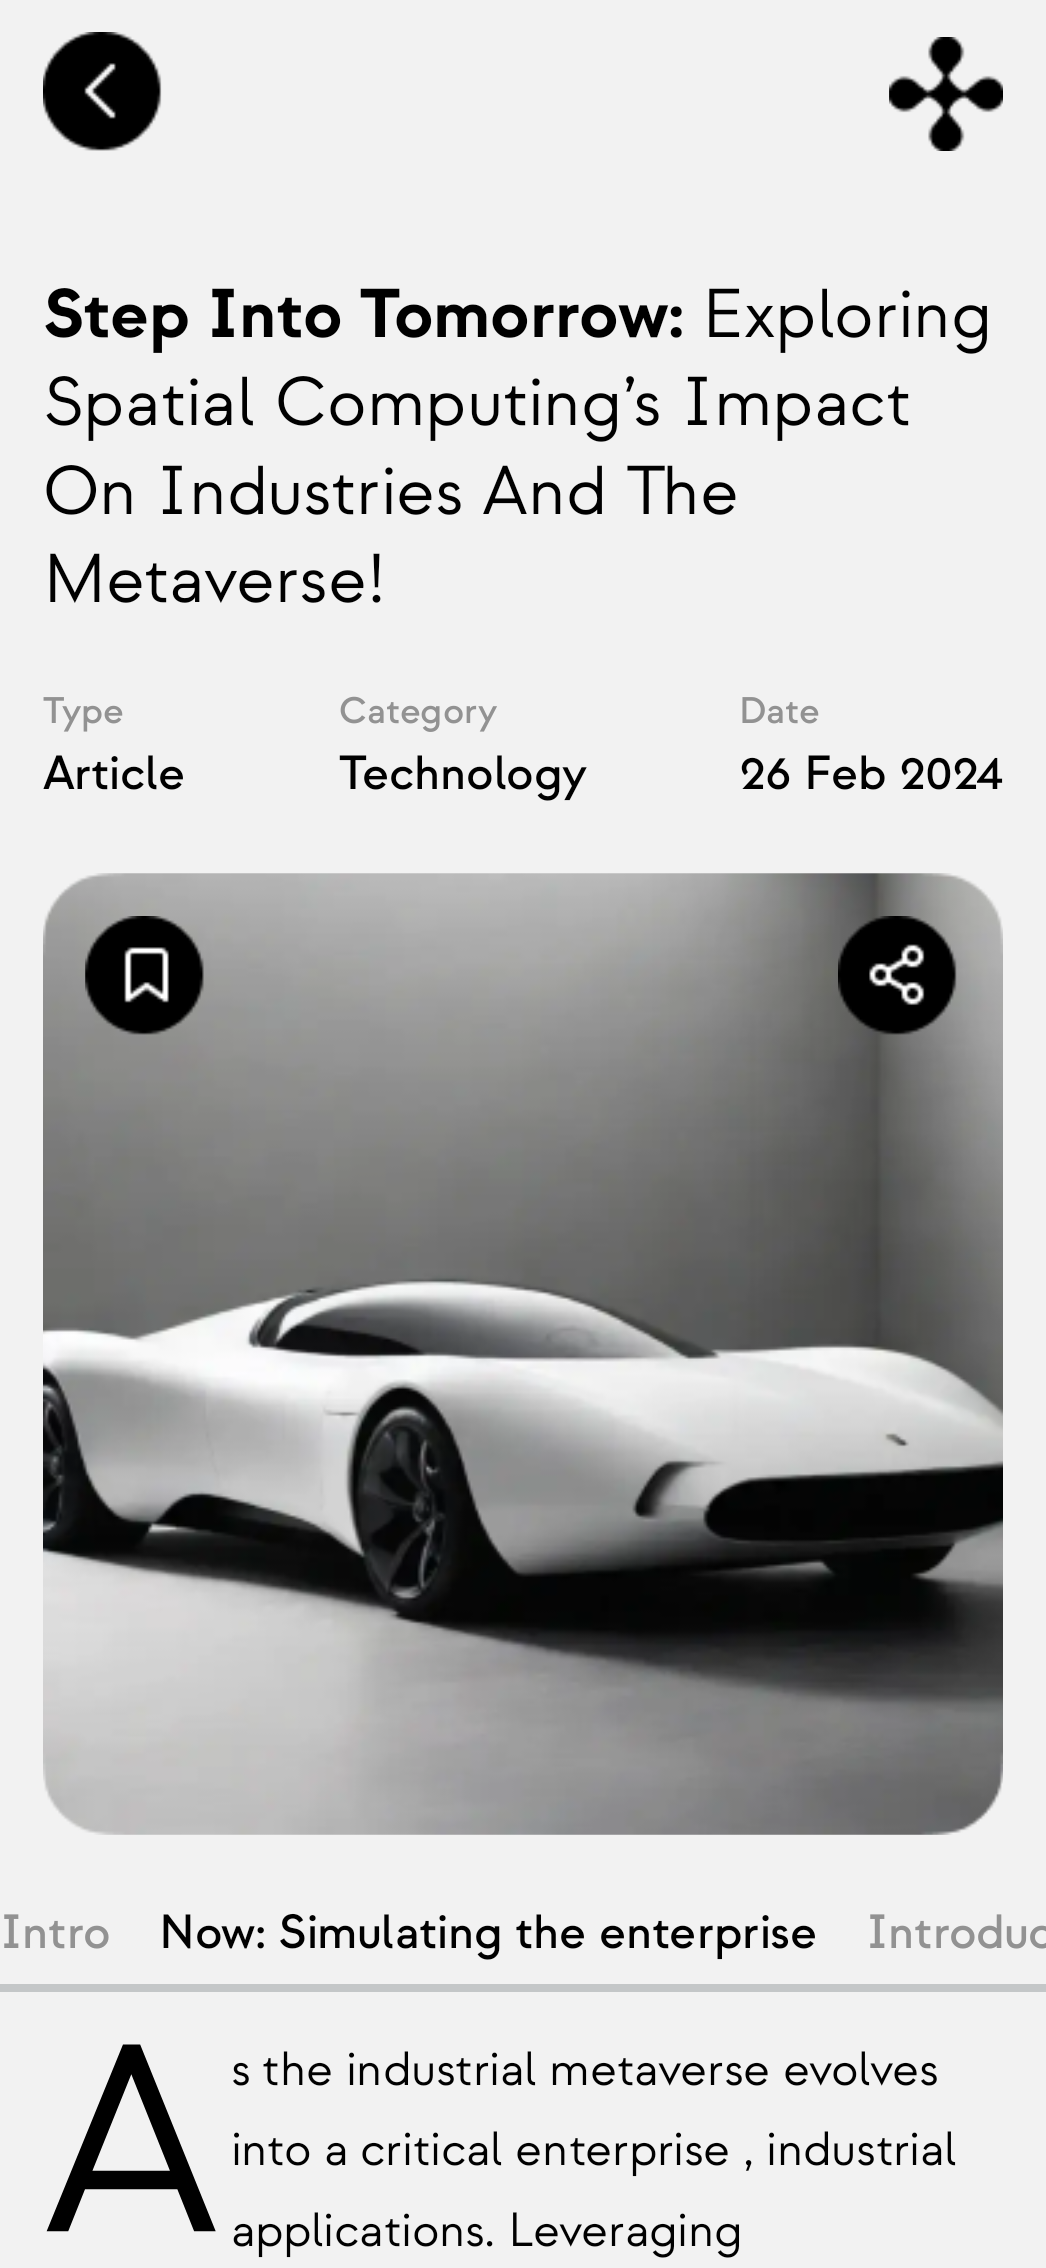 Step Into Tomorrow: Exploring
Spatial Computing’s Impact
On Industries And The
Metaverse!
Type
Category
Date
Article
Technology
26 Feb 2024
Intro
Now: Simulating the enterprise
Introduc
As the industrial metaverse evolves
into a critical enterprise , industrial
applications. Leveraging